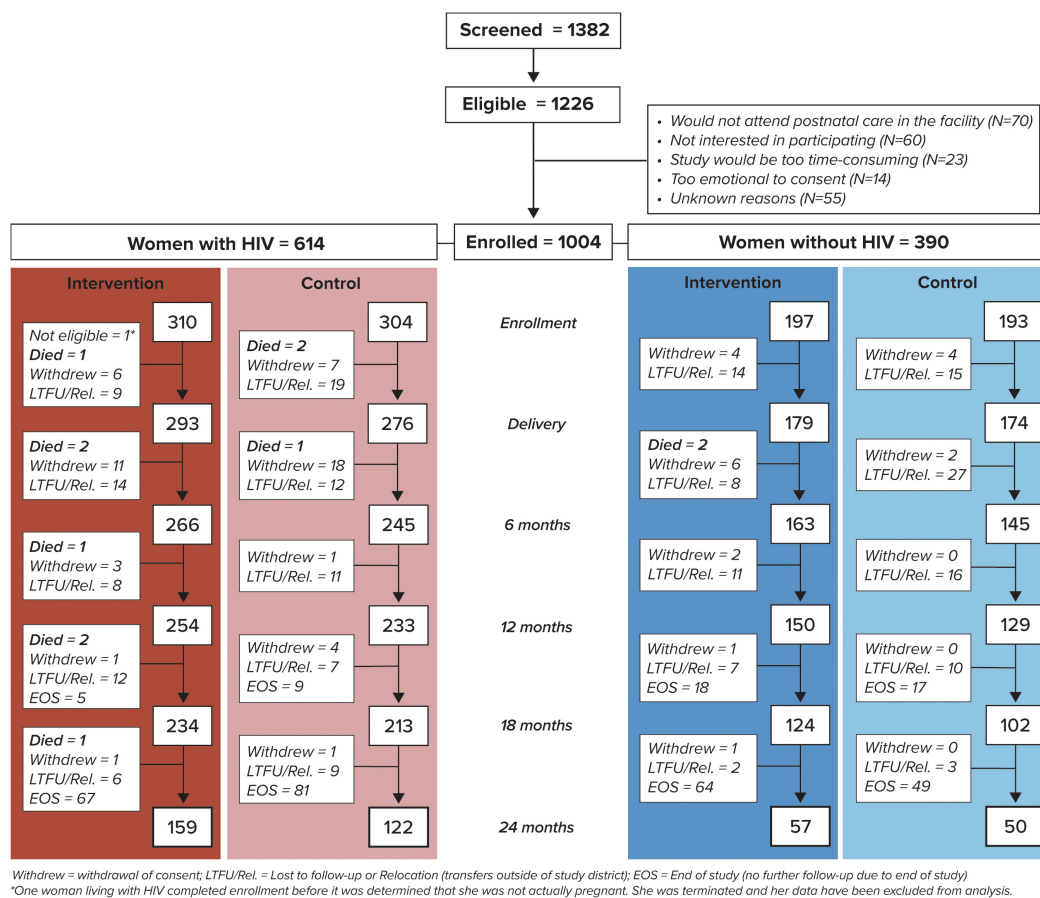 Screened = 1382
Eligible = 1226
• Would not attend postnatal care in the facility (N=70)
• Not interested in participating (N=60)
• Study would be too time-consuming (N=23)
• Too emotional to consent (N=14)
• Unknown reasons (N=55)
Women with HIV = 614
Enrolled = 1004
Women without HIV = 390
Intervention
Control
Intervention
Control
310
304
Enrollment
197
193
Not eligible = 1*
Died = 1
Withdrew = 6
LTFU/Rel. = 9
Died = 2
Withdrew = 7
LTFU/Rel. = 19
Withdrew = 4
LTFU/Rel. = 14
Withdrew = 4
LTFU/Rel. = 15
293
276
Delivery
179
174
Died = 2
Withdrew = 11
LTFU/Rel. = 14
Died = 1
Withdrew = 18
LTFU/Rel. = 12
Died = 2
Withdrew = 6
LTFU/Rel. = 8
Withdrew = 2
LTFU/Rel. = 27
266
245
6 months
163
145
Died = 1
Withdrew = 3
LTFU/Rel. = 8
Withdrew = 1
LTFU/Rel. = 11
Withdrew = 2
LTFU/Rel. = 11
Withdrew = 0
LTFU/Rel. = 16
254
233
12 months
150
129
Died = 2
Withdrew = 1
LTFU/Rel. = 12
EOS = 5
Withdrew = 4
LTFU/Rel. = 7
EOS = 9
Withdrew = 1
LTFU/Rel. = 7
EOS = 18
Withdrew = 0
LTFU/Rel. = 10
EOS = 17
234
213
18 months
124
102
Died = 1
Withdrew = 1
LTFU/Rel. = 6
EOS = 67
Withdrew = 1
LTFU/Rel. = 9
EOS = 81
Withdrew = 1
LTFU/Rel. = 2
EOS = 64
Withdrew = 0
LTFU/Rel. = 3
EOS = 49
159
122
24 months
57
50
Withdrew = withdrawal of consent; LTFU/Rel. = Lost to follow-up or Relocation (transfers outside of study district); EOS = End of study (no further follow-up due to end of study)
*One woman living with HIV completed enrollment before it was determined that she was not actually pregnant. She was terminated and her data have been excluded from analysis.